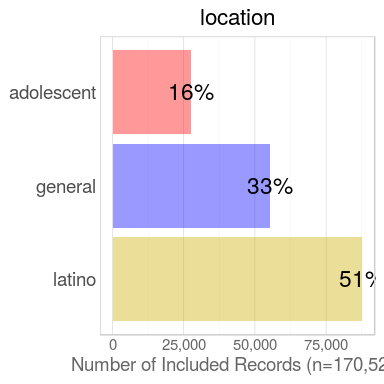 location
adolescent 16%
general 33%
latino 51%
0 25,000 50,000 75,000
Number of Included Records (n=170,52